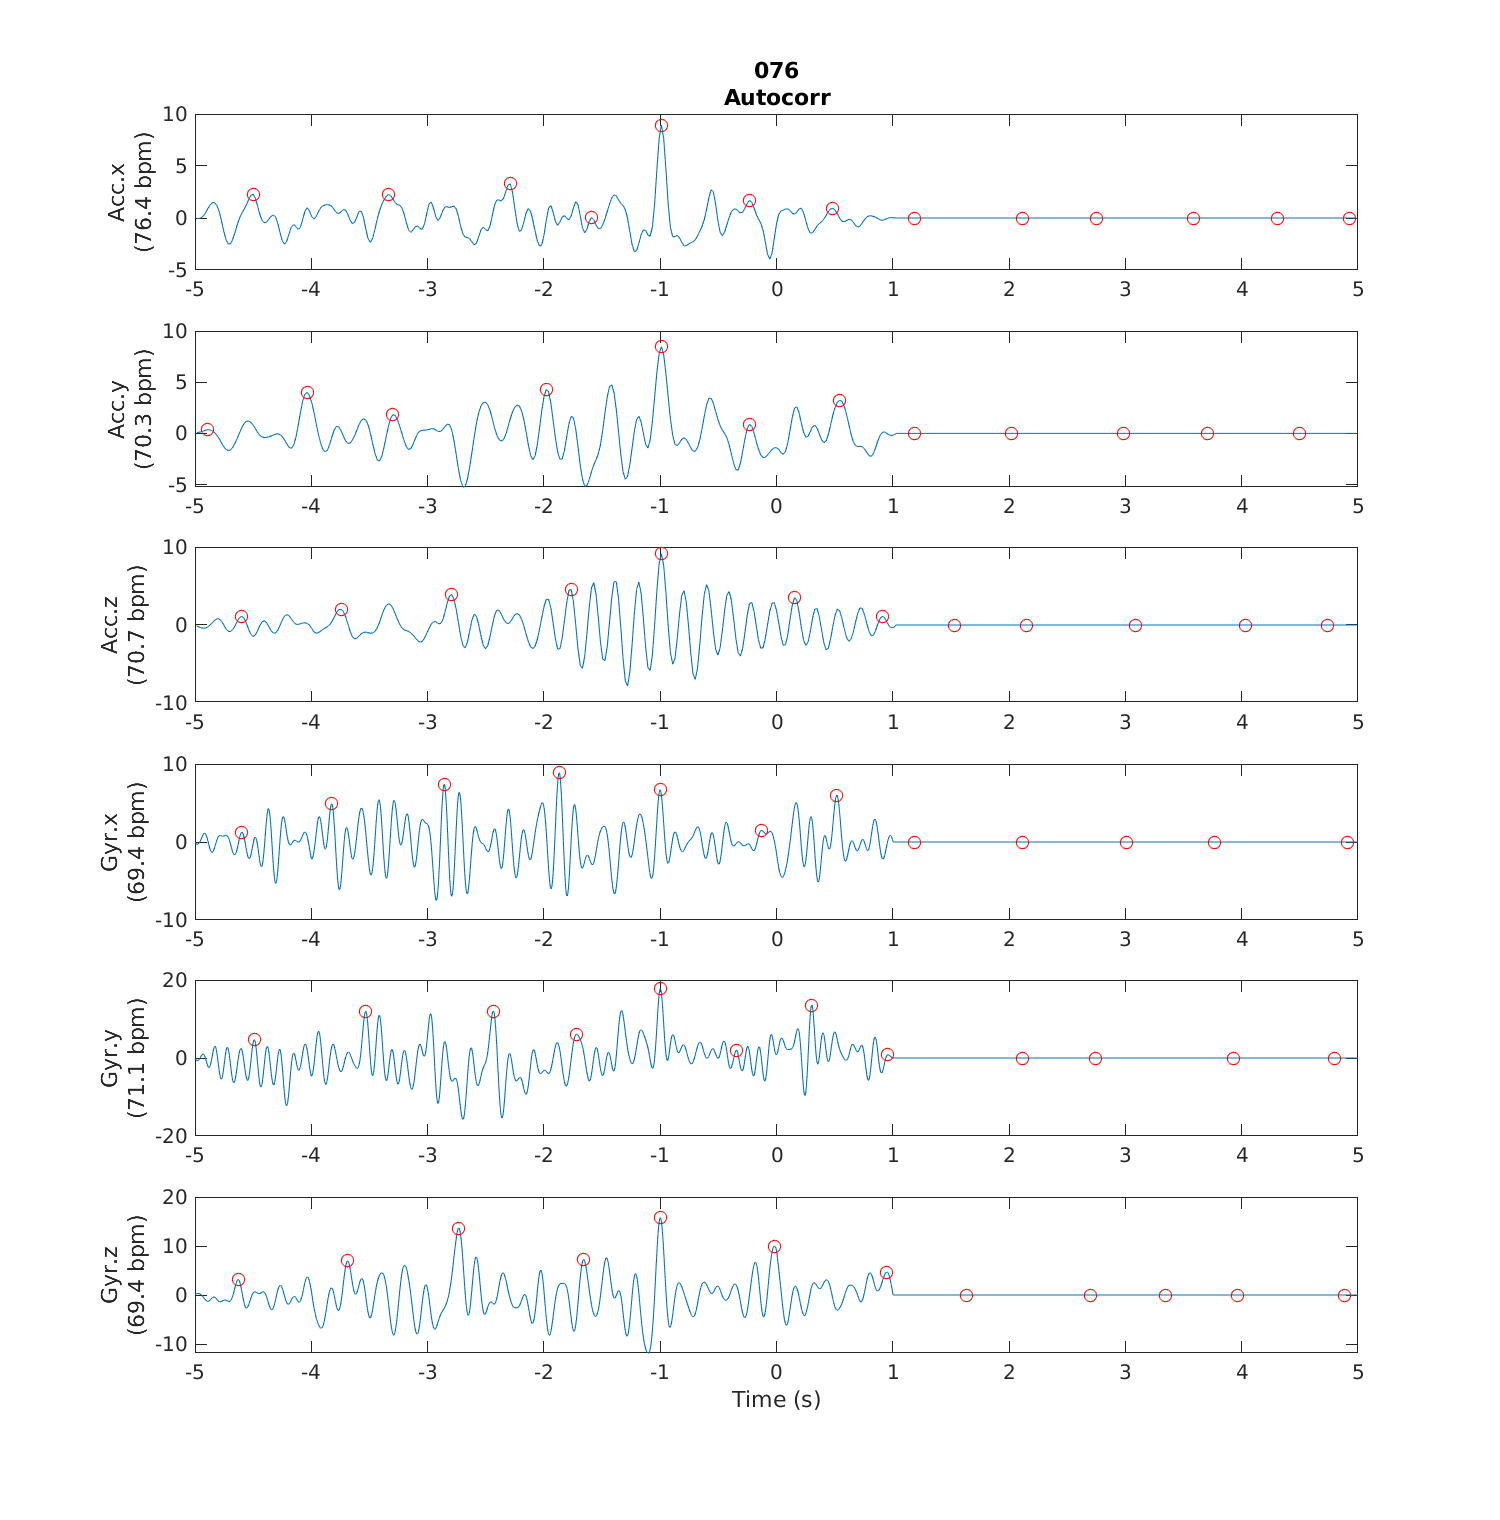 076
Autocorr
10
5
0
-5
Acc.x
(76.4 bpm)
-5 -4 -3 -2 -1 0 1 2 3 4 5
10
5
0
-5
Acc.y
(70.3 bpm)
-5 -4 -3 -2 -1 0 1 2 3 4 5
10
0
-10
Acc.z
(70.7 bpm)
-5 -4 -3 -2 -1 0 1 2 3 4 5
10
0
-10
Gyr.x
(69.4 bpm)
-5 -4 -3 -2 -1 0 1 2 3 4 5
20
0
-20
Gyr.y
(71.1 bpm)
-5 -4 -3 -2 -1 0 1 2 3 4 5
20
10
0
-10
Gyr.z
(69.4 bpm)
-5 -4 -3 -2 -1 0 1 2 3 4 5
Time (s)